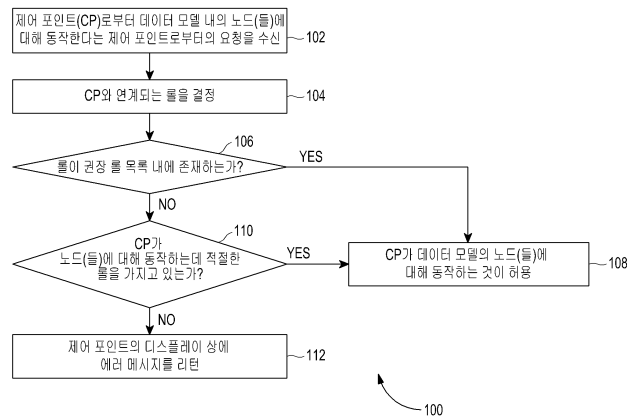 제어 포인트(CP)로부터 데이터 모델 내의 노드(들)에
대해 동작한다는 제어 포인트로부터의 요청을 수신
102
CP와 연계되는 롤을 결정
104
106
롤이 권장 롤 목록 내에 존재하는가?
YES
NO
110
CP가
노드(들)에 대해 동작하는데 적절한
롤을 가지고 있는가?
YES
CP가 데이터 모델의 노드(들)에
대해 동작하는 것이 허용
108
NO
제어 포인트의 디스플레이 상에
에러 메시지를 리턴
112
100